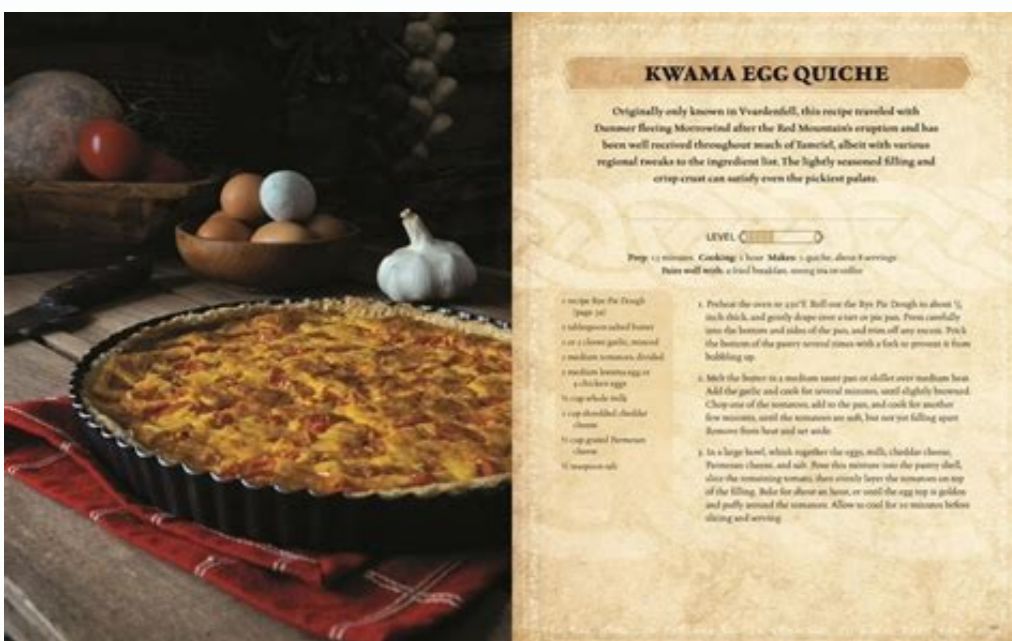 KWAMA EGG QUICHE
Originally only known in Vvardenfell, this recipe traveled with
Dunmer fleeing Morrowind after the Red Mountain's eruption and has
been well received throughout much of Tamriel, albeit with various
regional tweaks to the ingredient list. The lightly seasoned filling and
crisp crust can satisfy even the pickiest palate.
LEVEL
Prep: 15 minutes Cooking: 1 hour Makes: 1 quiche, about 8 servings
Pairs well with: a fried breakfast, strong tea or coffee
1 recipe Rye Pie Dough
(page
tablespoon salted butter
1 or 2 cloves garlic, minced
2 medium tomatoes, divided
medium kwama egg or
chicken eggs
cup whole milk
1 cup shredded cheddar
cheese
cup grated Parmesan
cheese
teaspoon salt
1. Preheat the oven to Roll out the Rye Pie Dough to about
inch thick, and gently drape over a tart or pie pan. Press carefully
into the bottom and sides of the pan, and trim off any excess. Prick
the bottom of the pastry several times with a fork to prevent it from
bubbling up.
2. Melt the butter in a medium saute pan or skillet over medium heat.
Add the garlic and cook for several minutes, until slightly browned.
Chop one of the tomatoes, add to the pan, and cook for another
few minutes, until the tomatoes are soft, but not yet falling apart.
Remove from heat and set aside.
3. In a large bowl, whisk together the eggs, milk, cheddar cheese,
Parmesan cheese, and salt. Pour this mixture into the pastry shell,
slice the remaining tomato, then evenly layer the tomatoes on top
of the filling. Bake for about an hour, or until the egg top is golden
and puffy around the tomatoes. Allow to cool for 10 minutes before
slicing and serving.